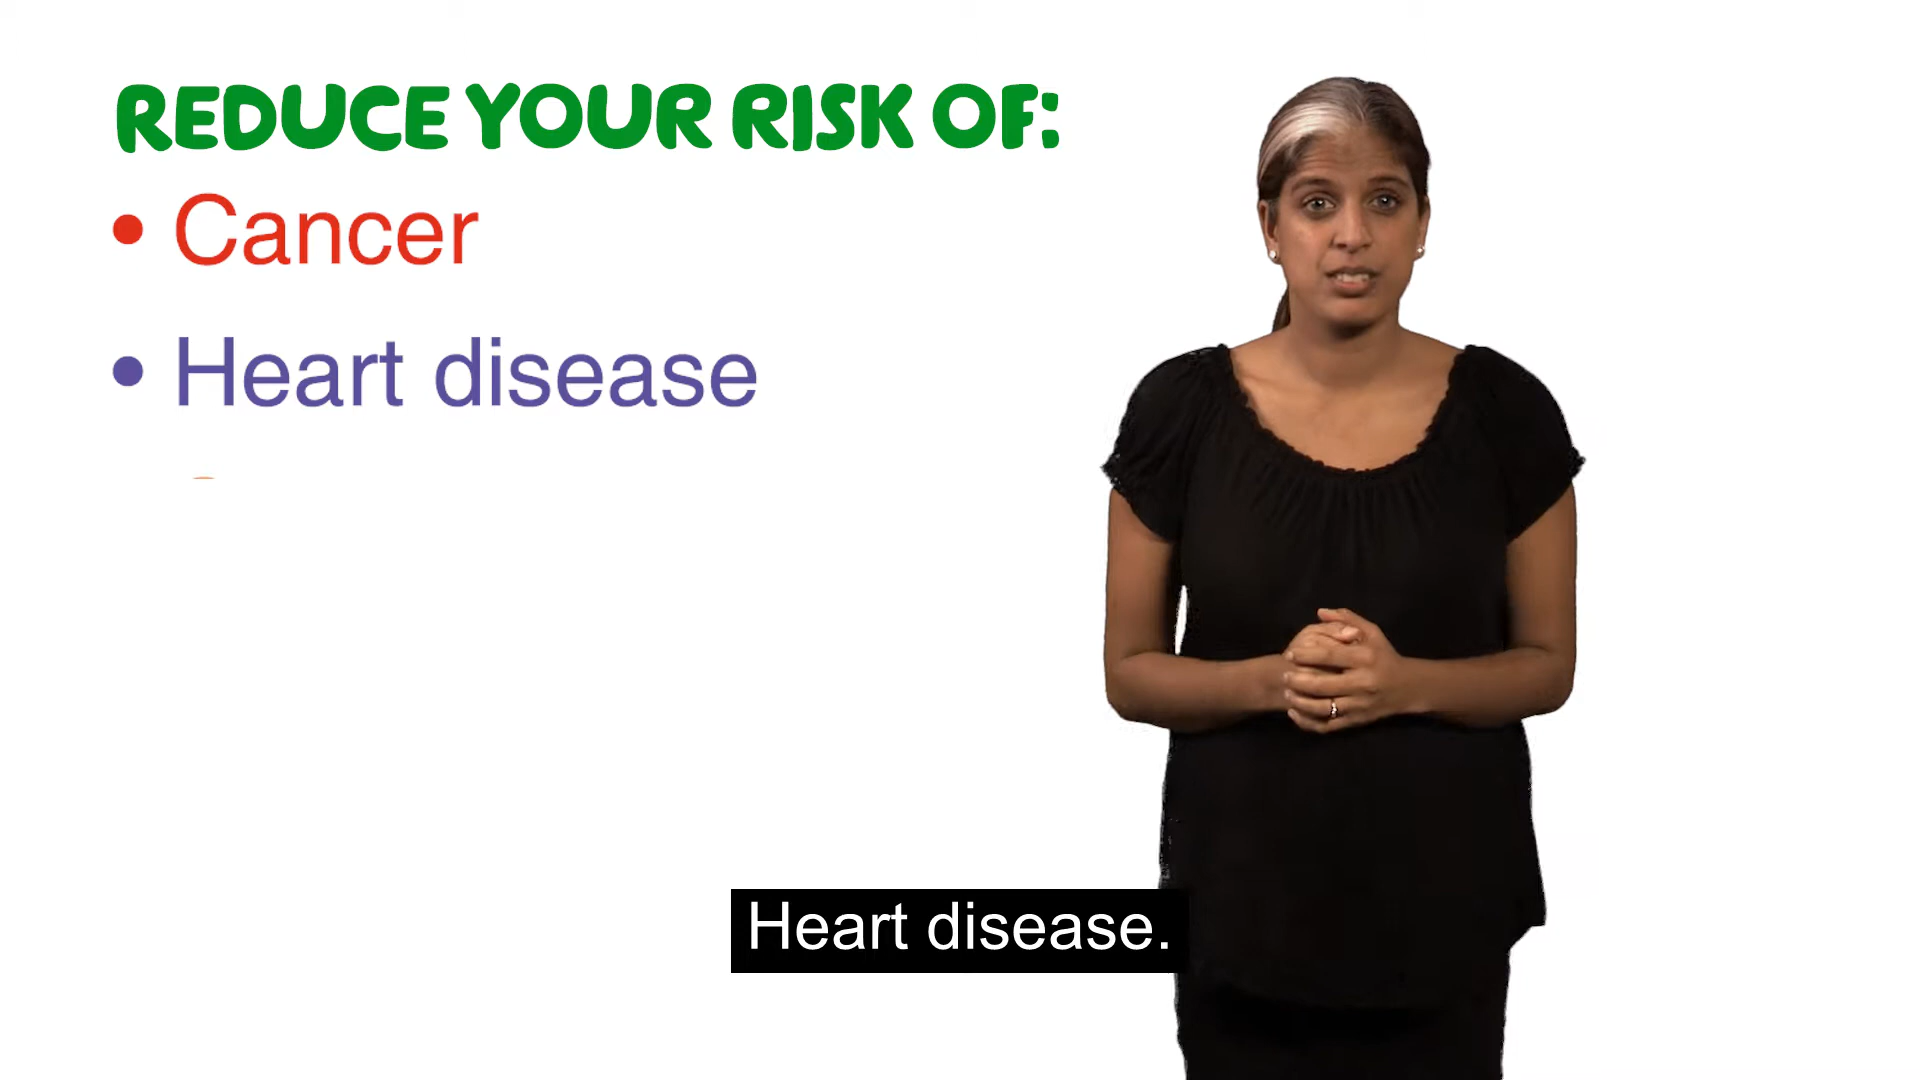 REDUCE YOUR RISK OF:
• Cancer
• Heart disease
Heart disease.